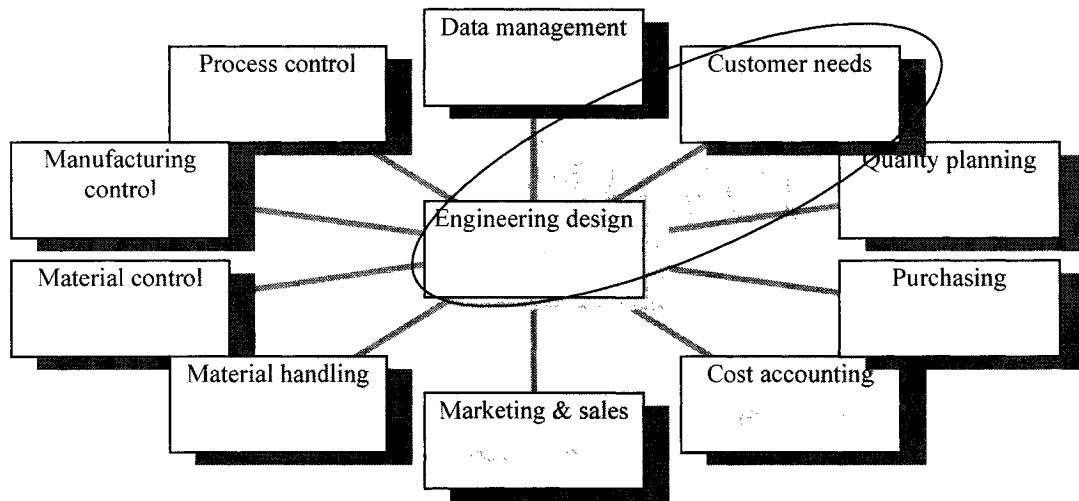 Data management
Process control
Customer needs
Manufacturing
control
Quality planning
Engineering design
Material control
Purchasing
Material handling
Marketing & sales
Cost accounting